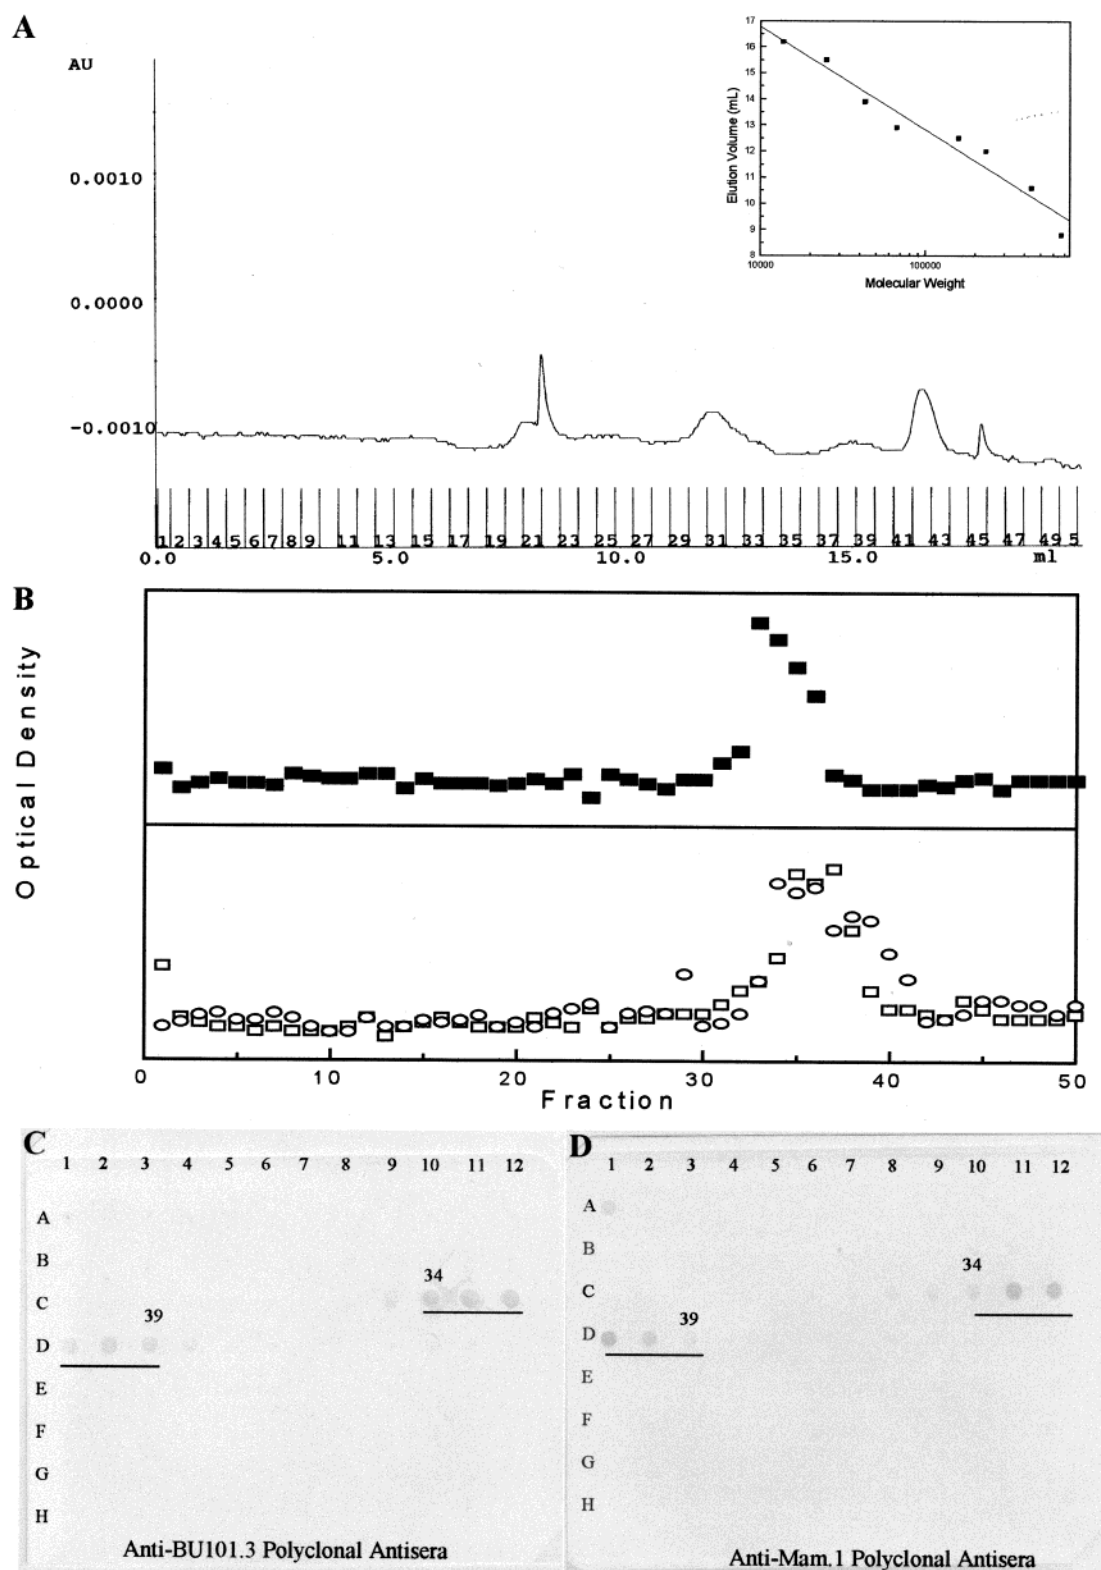 A
AU
0.0010
0.0000
-0.0010
17
16
15
14
13
12
11
10
9
8
Elution Volume (mL)
10000 100000
Molecular Weight
1 2 3 4 5 6 7 8 9 11 13 15 17 19 21 23 25 27 29 31 33 35 37 39 41 43 45 47 49 5
0.0 5.0 10.0 15.0 ml
B
Optical Density
0 10 20 30 40 50
Fraction
C
1 2 3 4 5 6 7 8 9 10 11 12
A
B
34
C
39
D
E
F
G
H
Anti-BU101.3 Polyclonal Antisera
D
1 2 3 4 5 6 7 8 9 10 11 12
A
B
34
C
39
D
E
F
G
H
Anti-Mam.1 Polyclonal Antisera